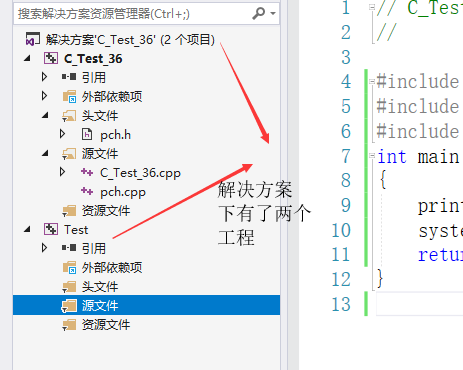 搜索解决方案资源管理器(Ctrl+;)
解决方案'C_Test_36' (2 个项目)
C_Test_36
引用
外部依赖项
头文件
pch.h
源文件
C_Test_36.cpp
pch.cpp
资源文件
Test
引用
外部依赖项
头文件
源文件
资源文件
解决方案
下有了两个
工程
1 // C_Tes
2 //
3
4 #include
5 #include
6 #include
7 int main
8 {
9 print
10 syste
11 retur
12 }
13